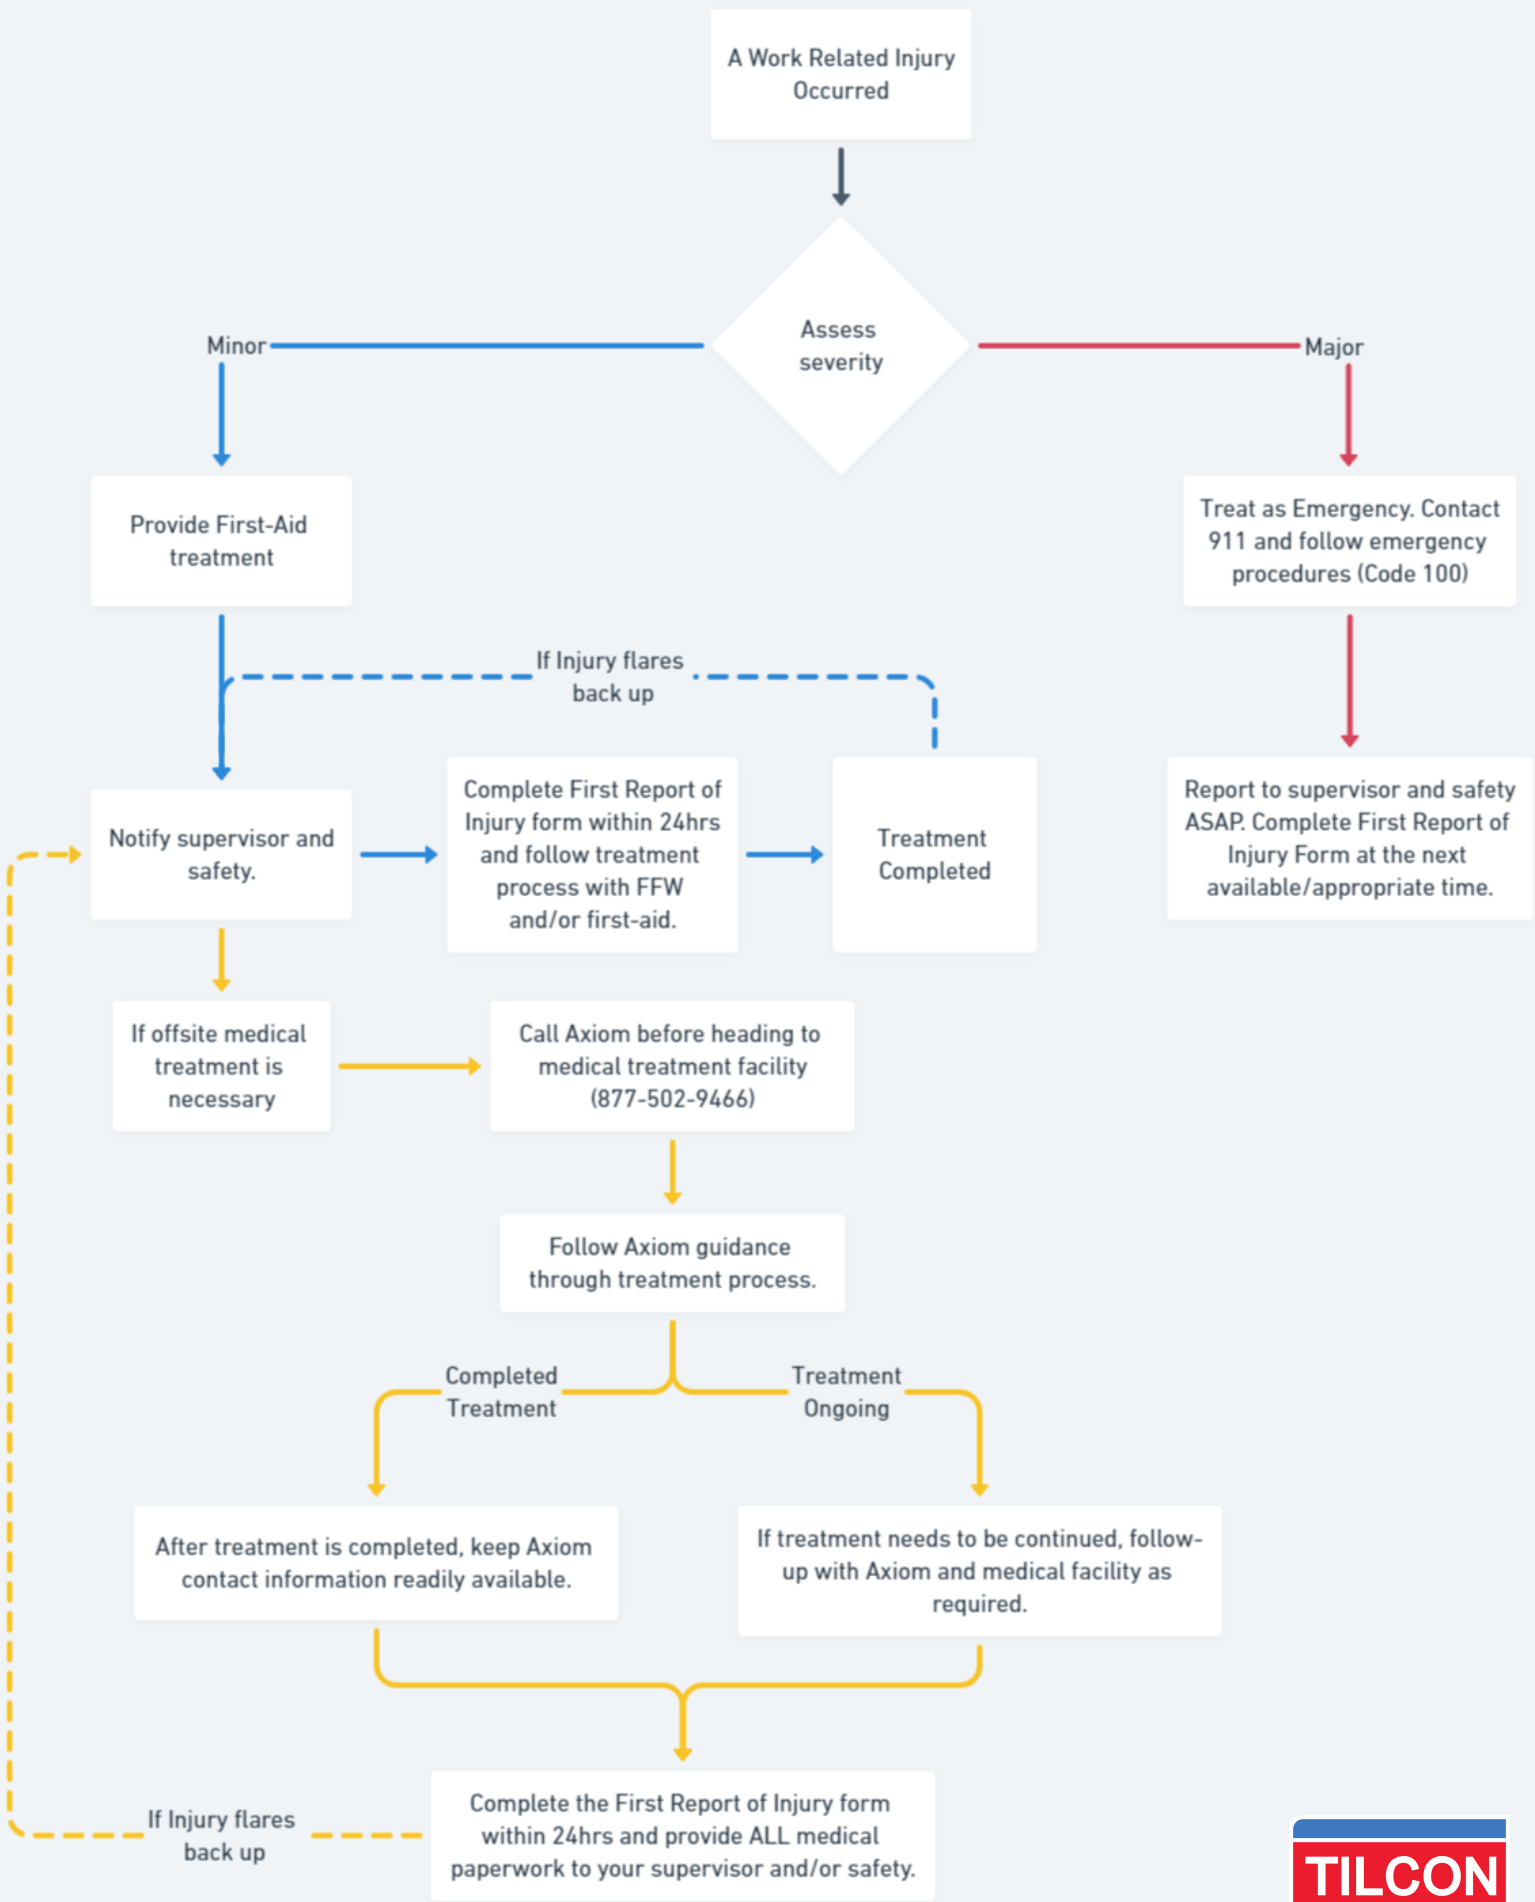 A Work Related Injury
Occurred
Assess
severity
Minor
Major
Provide First-Aid
treatment
Treat as Emergency. Contact
911 and follow emergency
procedures (Code 100)
If Injury flares
back up
Notify supervisor and
safety.
Complete First Report of
Injury form within 24hrs
and follow treatment
process with FFW
and/or first-aid.
Treatment
Completed
Report to supervisor and safety
ASAP. Complete First Report of
Injury Form at the next
available/appropriate time.
If offsite medical
treatment is
necessary
Call Axiom before heading to
medical treatment facility
(877-502-9466)
Follow Axiom guidance
through treatment process.
Completed
Treatment
Treatment
Ongoing
After treatment is completed, keep Axiom
contact information readily available.
If treatment needs to be continued, follow-
up with Axiom and medical facility as
required.
If Injury flares
back up
Complete the First Report of Injury form
within 24hrs and provide ALL medical
paperwork to your supervisor and/or safety.
TILCON